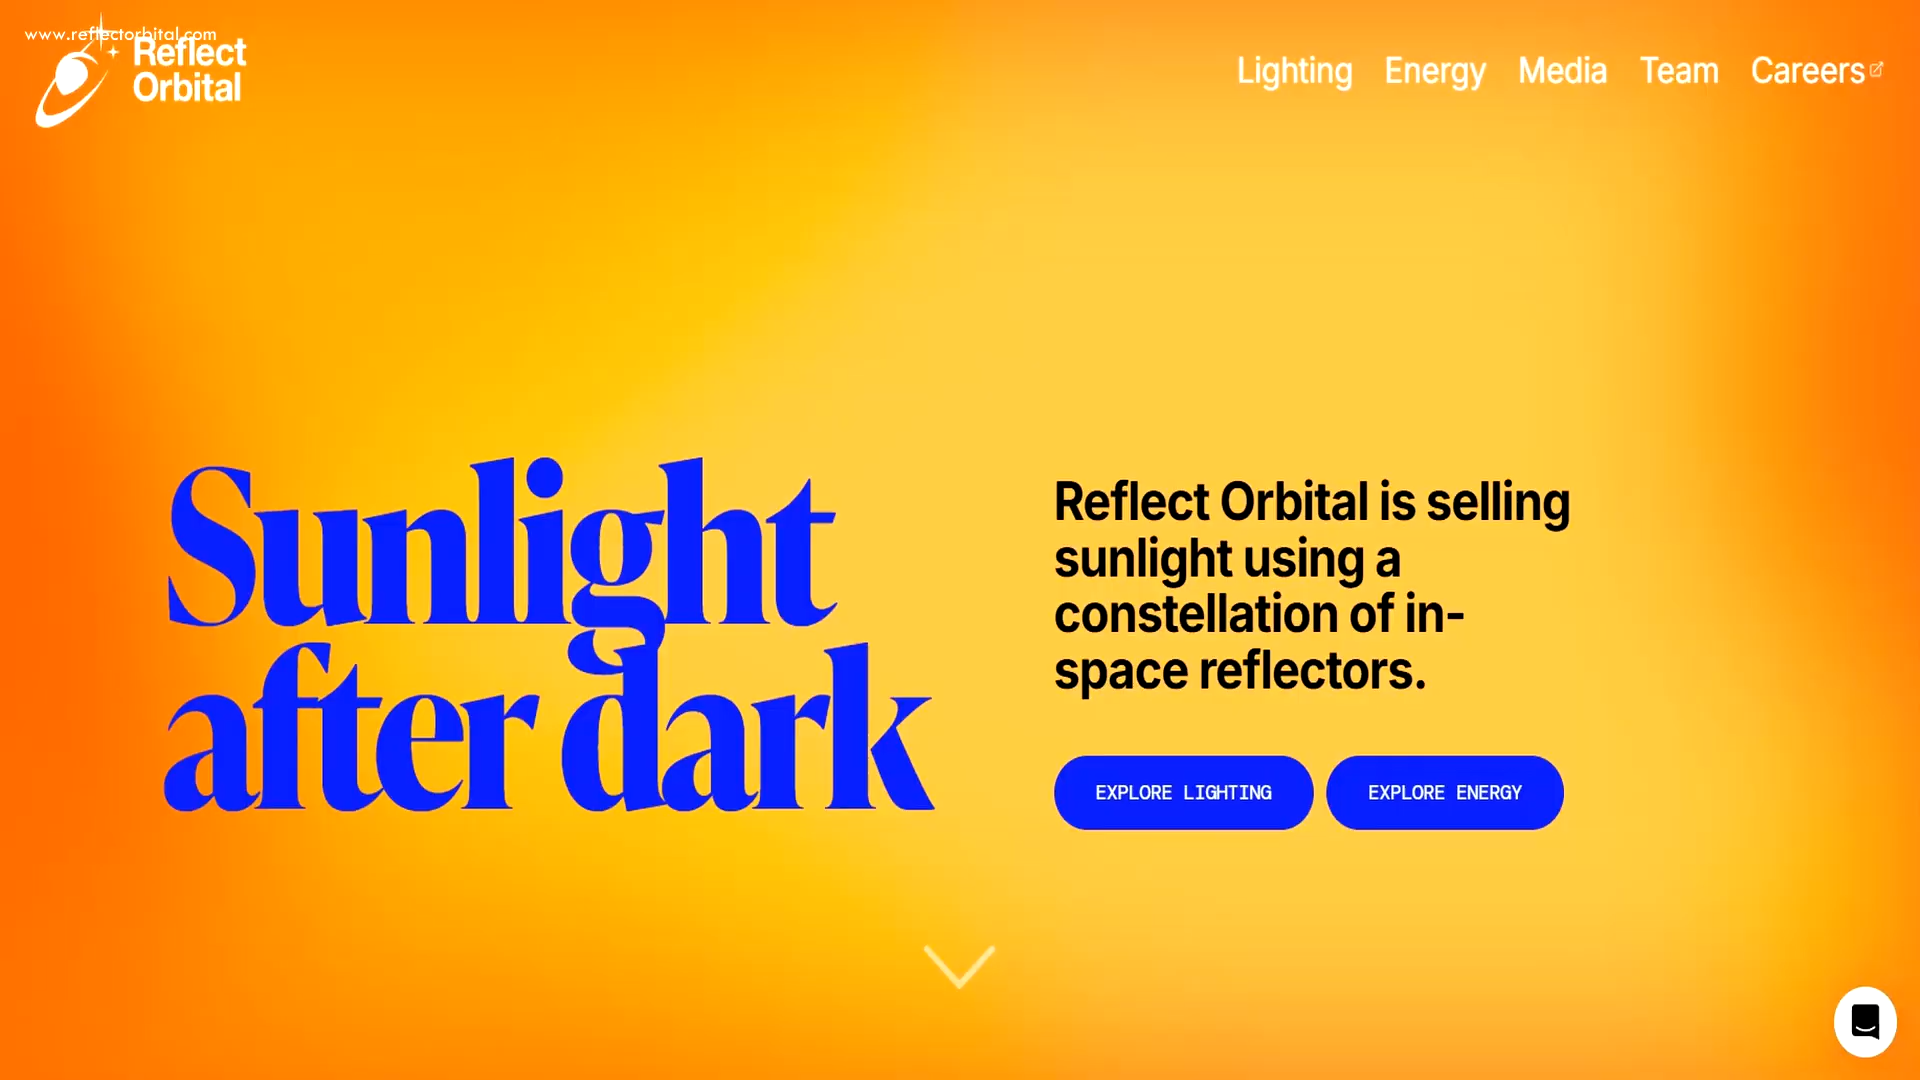 www.reflectorbital.com
Reflect
Orbital
Lighting Energy Media Team Careers
Sunlight
after dark
Reflect Orbital is selling
sunlight using a
constellation of in-
space reflectors.
EXPLORE LIGHTING EXPLORE ENERGY